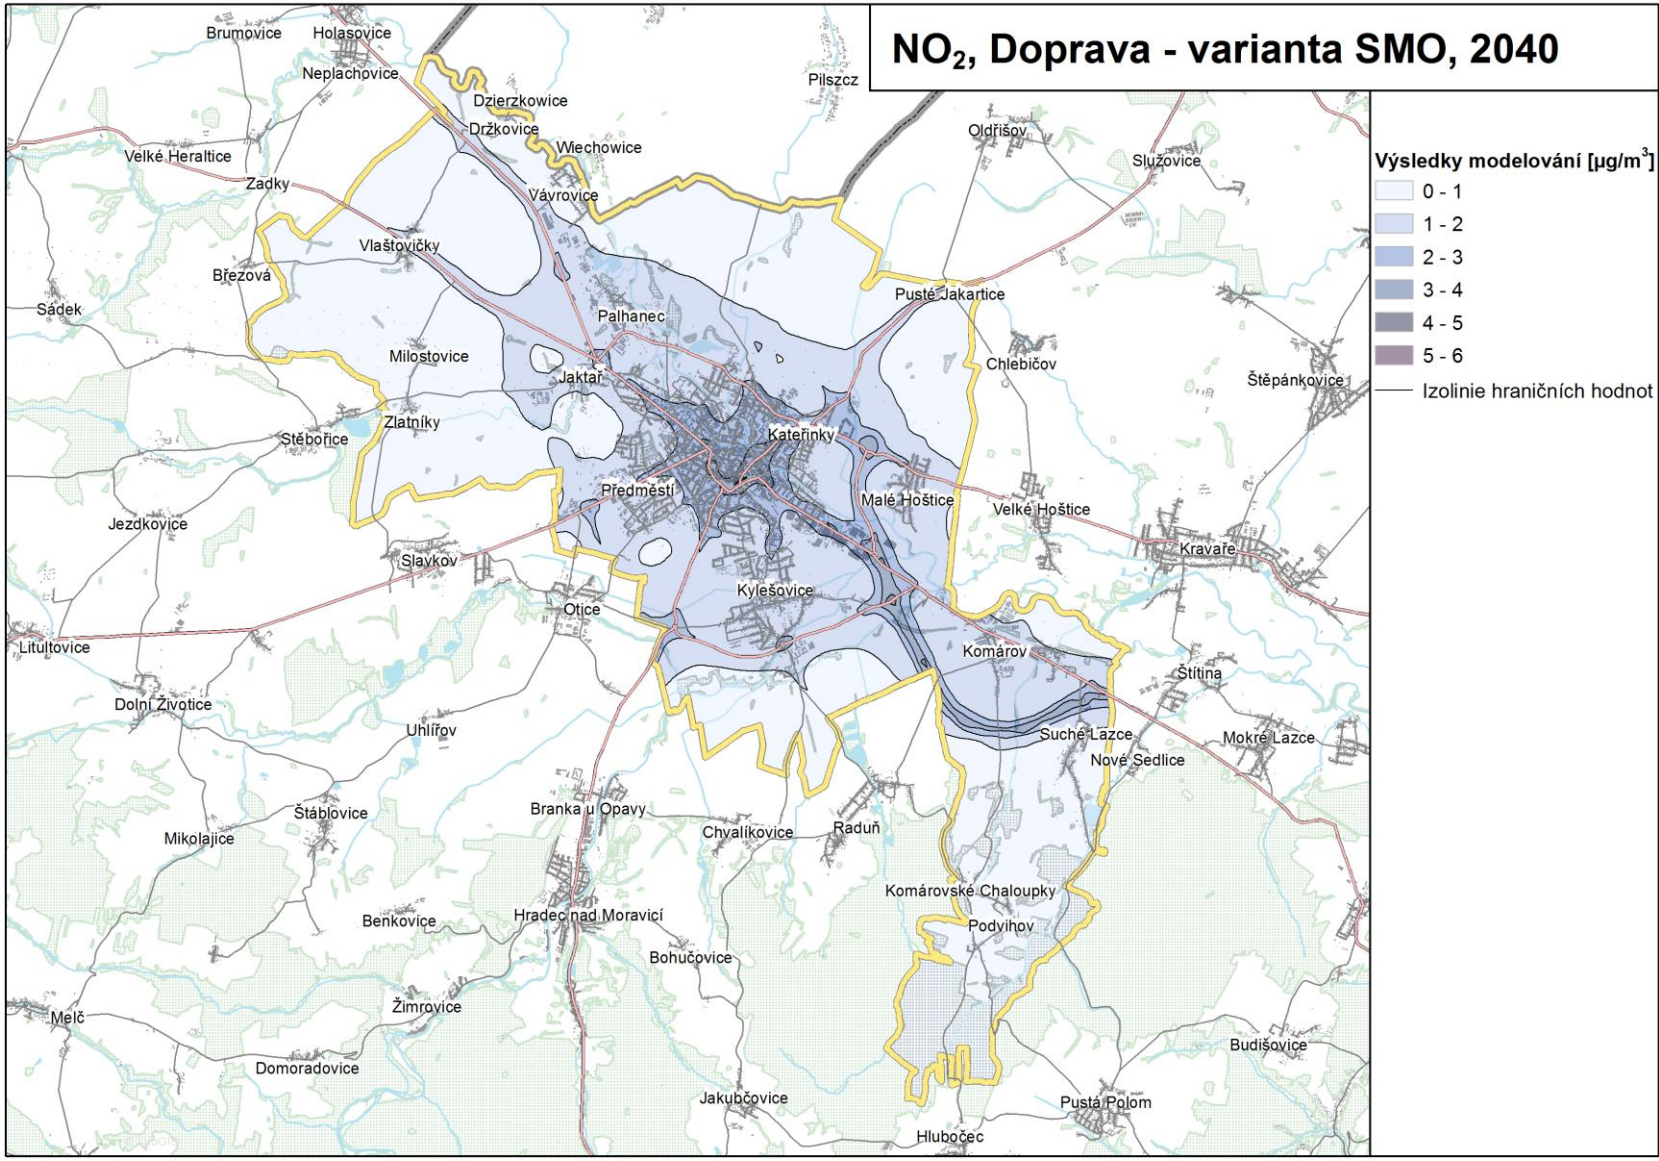 NO₂, Doprava - varianta SMO, 2040
Výsledky modelování [µg/m³]
0 - 1
1 - 2
2 - 3
3 - 4
4 - 5
5 - 6
Izolinie hraničních hodnot
Brumovice
Holasovice
Neplachovice
Pilszcz
Dzierzkowice
Držkovice
Oldřišov
Wiechowice
Velké Heraltice
Služovice
Zadky
Vávrovice
Vlaštovičky
Březová
Pusté Jakartice
Sádek
Palhanec
Milostovice
Chlebičov
Jaktař
Štěpánkovice
Zlatníky
Stěbořice
Kateřinky
Předměstí
Malé Hoštice
Velké Hoštice
Jezdkovice
Kravaře
Slavkov
Kylešovice
Otice
Litultovice
Komárov
Štítina
Dolní Životice
Uhlířov
Suché Lazce
Mokré Lazce
Nové Sedlice
Branka u Opavy
Štáblovice
Chvalíkovice
Raduň
Mikolajice
Komárovské Chaloupky
Benkovice
Hradec nad Moravicí
Podvihov
Bohučovice
Žimrovice
Melč
Budišovice
Domoradovice
Jakubčovice
Pustá Polom
Hlubočec